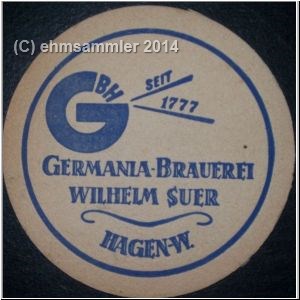 (C) ehmsammler 2014
GBH
SEIT
1777
GERMANIA-BRAUEREI
WILHELM SUER
HAGEN-W.